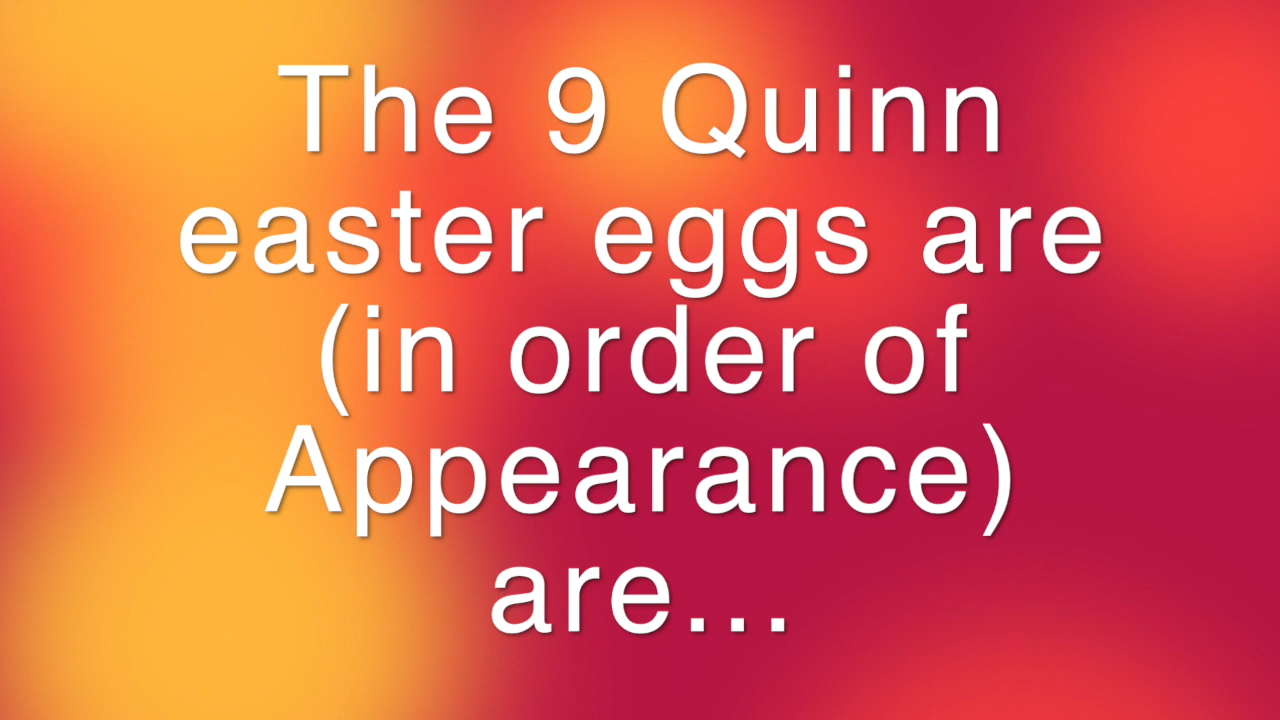 The 9 Quinn
easter eggs are
(in order of
Appearance)
are...